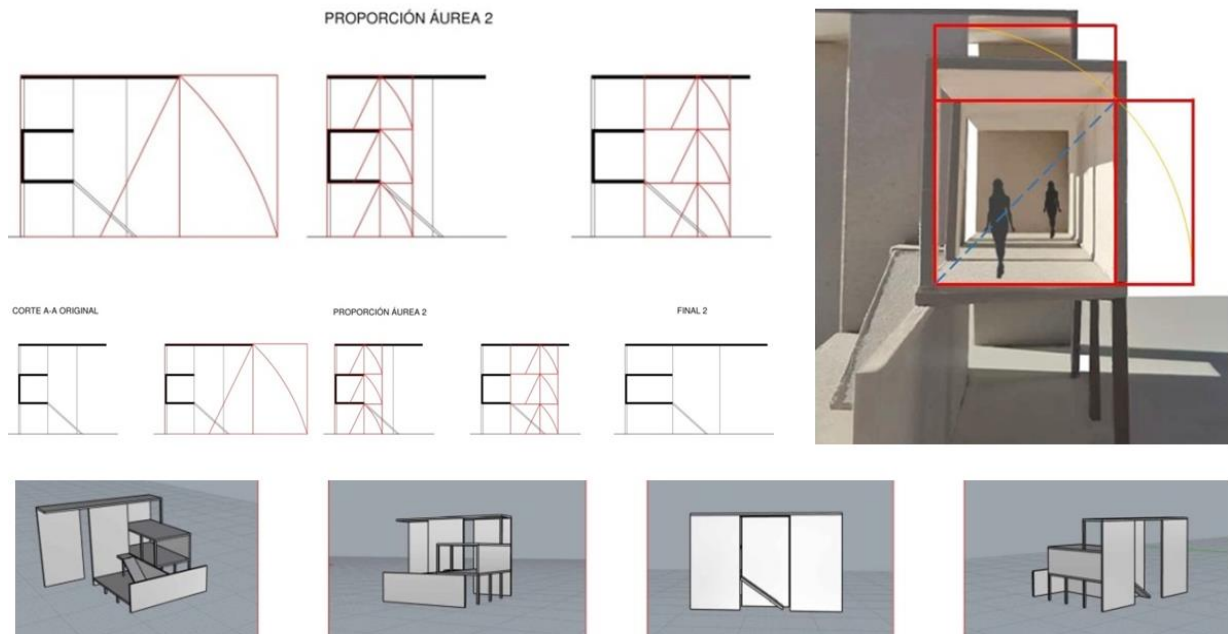 PROPORCIÓN ÁUREA 2
CORTE A-A ORIGINAL
PROPORCIÓN ÁUREA 2
FINAL 2